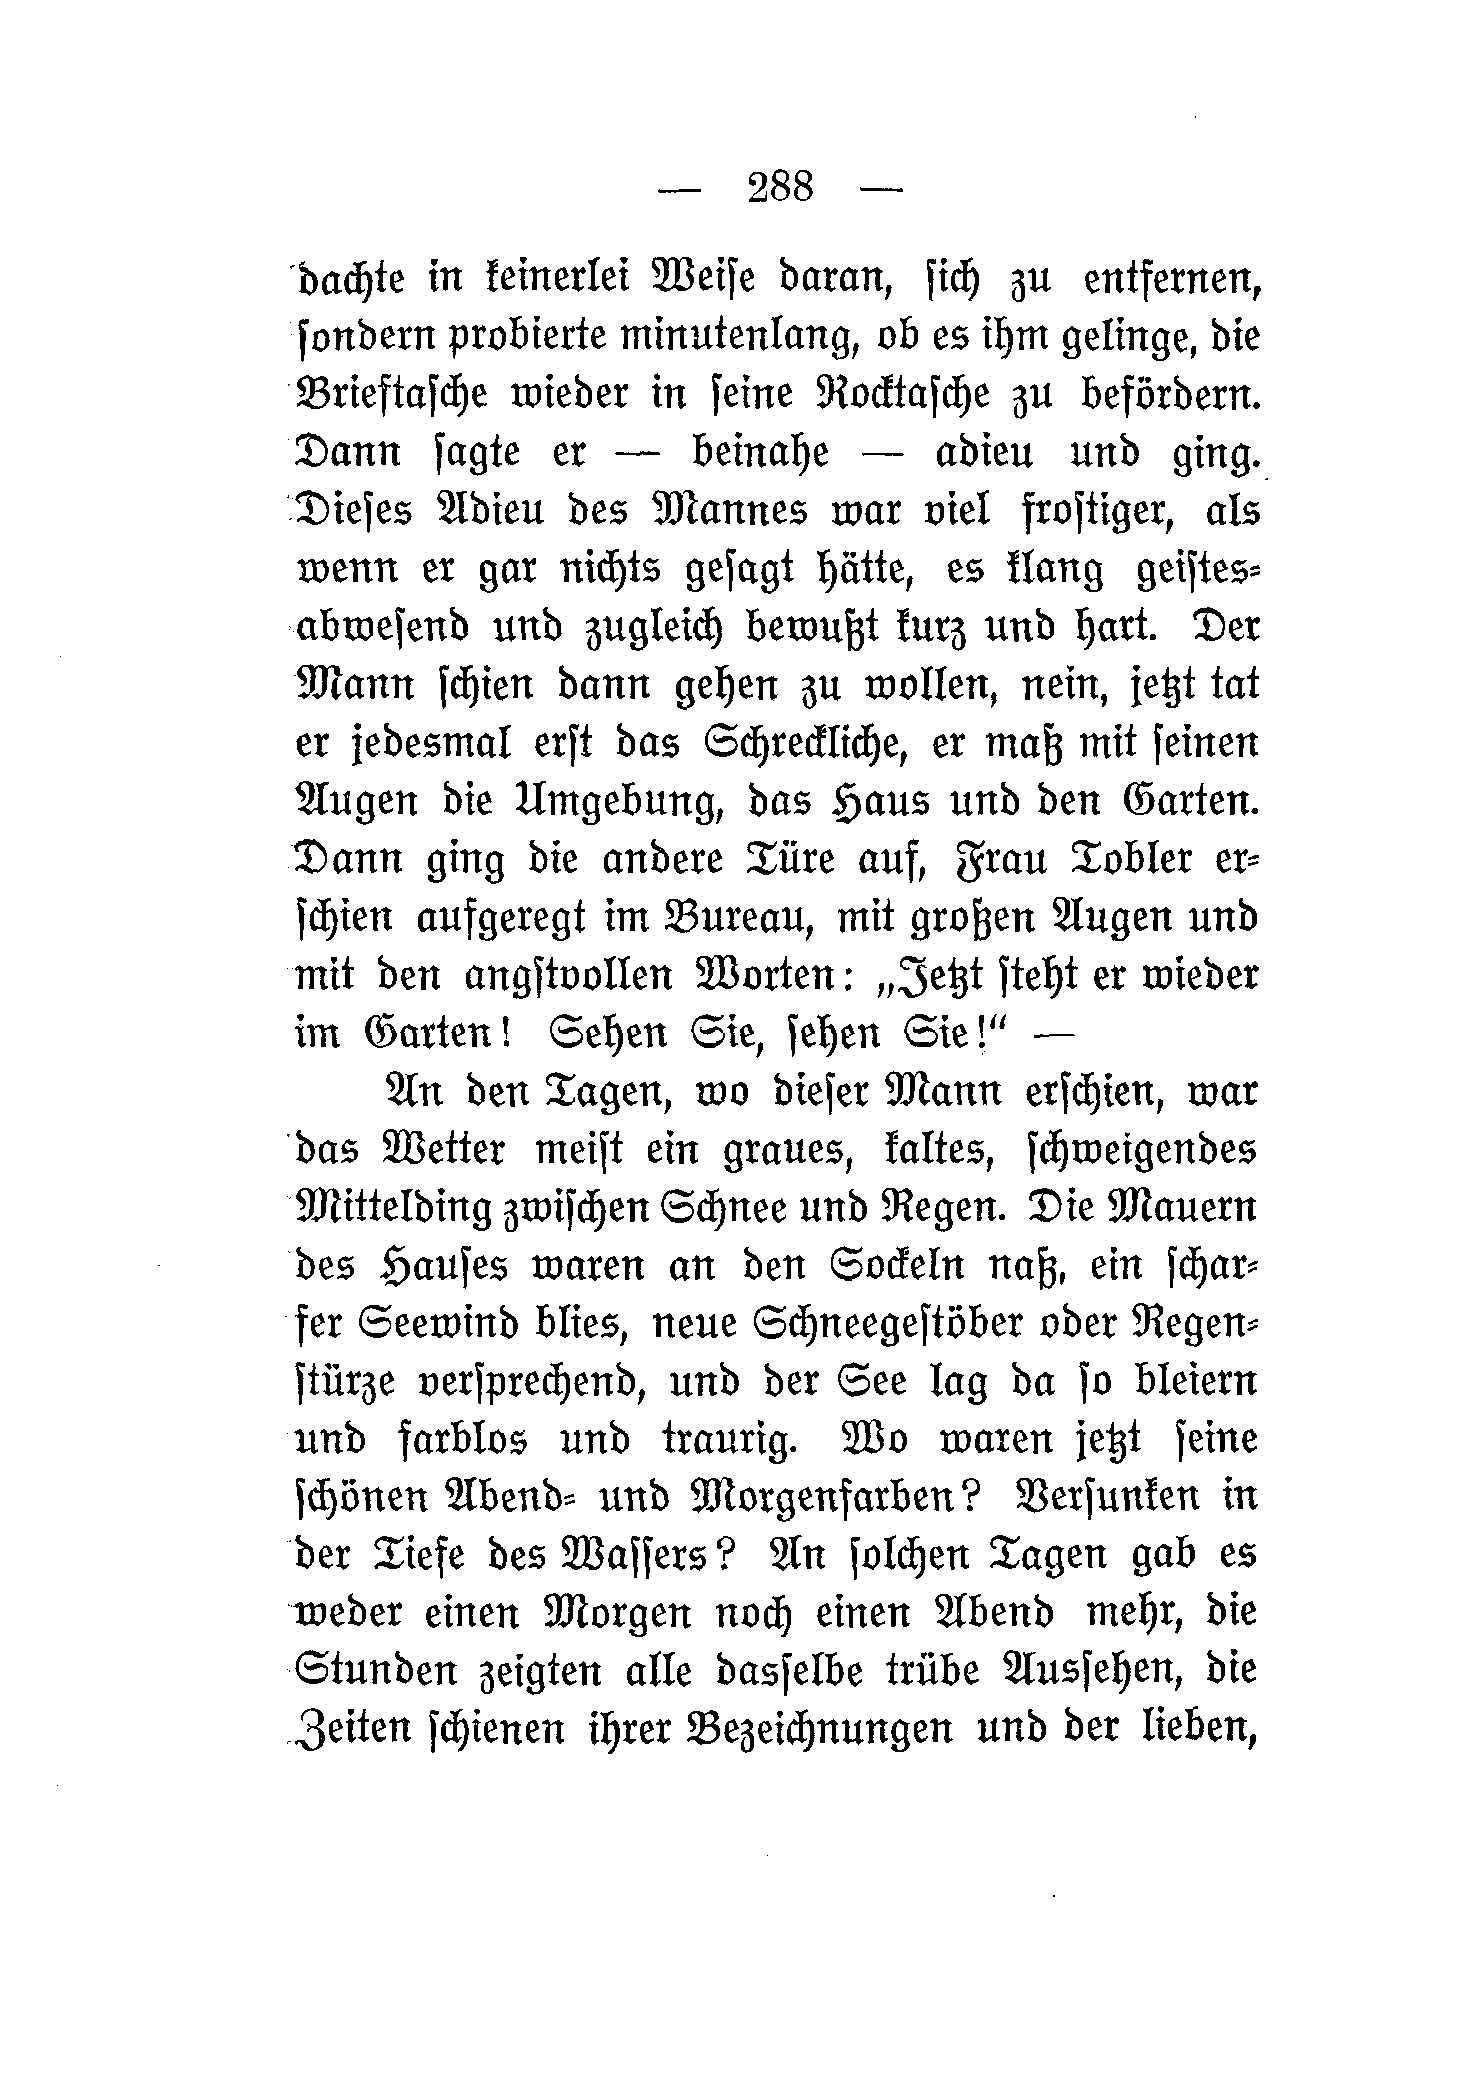 — 288 —
dachte in keinerlei Weiſe daran, ſich zu entfernen,
ſondern probierte minutenlang, ob es ihm gelinge, die
Brieftaſche wieder in ſeine Rocktaſche zu befördern.
Dann ſagte er — beinahe — adieu und ging.
Dieſes Adieu des Mannes war viel froſtiger, als
wenn er gar nichts geſagt hätte, es klang geiſtes-
abweſend und zugleich bewußt kurz und hart. Der
Mann ſchien dann gehen zu wollen, nein, jetzt tat
er jedesmal erſt das Schreckliche, er maß mit ſeinen
Augen die Umgebung, das Haus und den Garten.
Dann ging die andere Türe auf, Frau Tobler er-
ſchien aufgeregt im Bureau, mit großen Augen und
mit den angſtvollen Worten: „Jetzt ſteht er wieder
im Garten! Sehen Sie, ſehen Sie!“ —
An den Tagen, wo dieſer Mann erſchien, war
das Wetter meiſt ein graues, kaltes, ſchweigendes
Mittelding zwiſchen Schnee und Regen. Die Mauern
des Hauſes waren an den Sockeln naß, ein ſchar-
fer Seewind blies, neue Schneegeſtöber oder Regen-
ſtürze verſprechend, und der See lag da ſo bleiern
und farblos und traurig. Wo waren jetzt ſeine
ſchönen Abend- und Morgenfarben? Verſunken in
der Tiefe des Waſſers? An ſolchen Tagen gab es
weder einen Morgen noch einen Abend mehr, die
Stunden zeigten alle dasſelbe trübe Ausſehen, die
Zeiten ſchienen ihrer Bezeichnungen und der lieben,